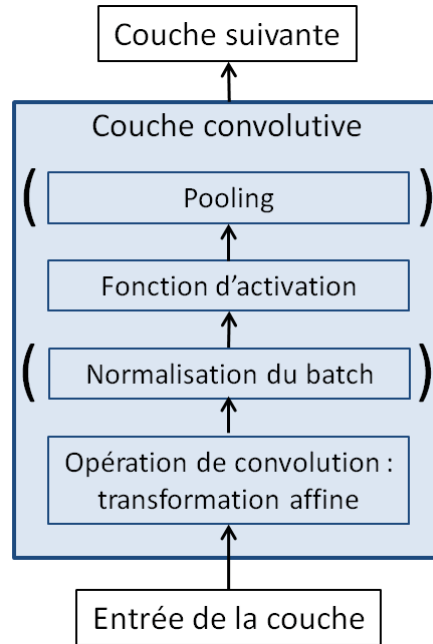 Couche suivante
Couche convolutive
( Pooling )
Fonction d'activation
( Normalisation du batch )
Opération de convolution :
transformation affine
Entrée de la couche